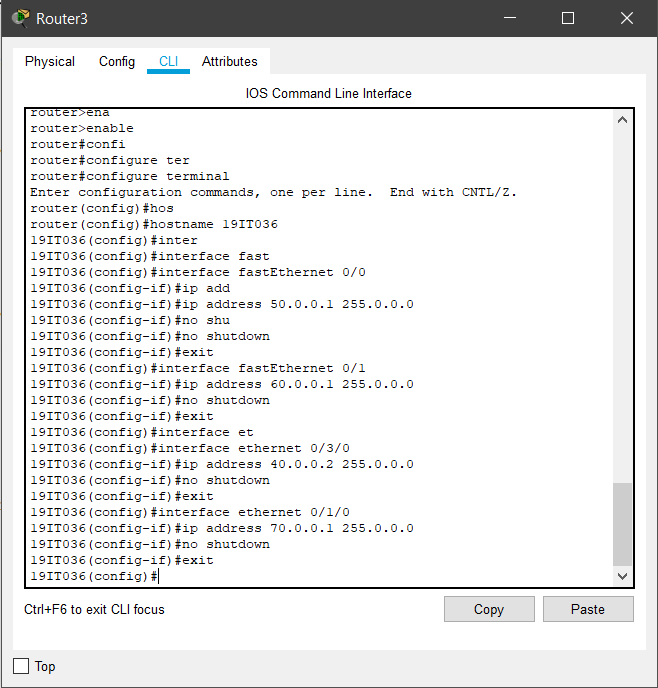 Router3
Physical Config CLI Attributes
IOS Command Line Interface
router>ena
router>enable
router#confi
router#configure ter
router#configure terminal
Enter configuration commands, one per line.  End with CNTL/Z.
router(config)#hos
router(config)#hostname 19IT036
19IT036(config)#inter
19IT036(config)#interface fast
19IT036(config)#interface fastEthernet 0/0
19IT036(config-if)#ip add
19IT036(config-if)#ip address 50.0.0.1 255.0.0.0
19IT036(config-if)#no shu
19IT036(config-if)#no shutdown
19IT036(config-if)#exit
19IT036(config)#interface fastEthernet 0/1
19IT036(config-if)#ip address 60.0.0.1 255.0.0.0
19IT036(config-if)#no shutdown
19IT036(config-if)#exit
19IT036(config)#interface et
19IT036(config)#interface ethernet 0/3/0
19IT036(config-if)#ip address 40.0.0.2 255.0.0.0
19IT036(config-if)#no shutdown
19IT036(config-if)#exit
19IT036(config)#interface ethernet 0/1/0
19IT036(config-if)#ip address 70.0.0.1 255.0.0.0
19IT036(config-if)#no shutdown
19IT036(config-if)#exit
19IT036(config)#
Ctrl+F6 to exit CLI focus
Copy Paste
Top